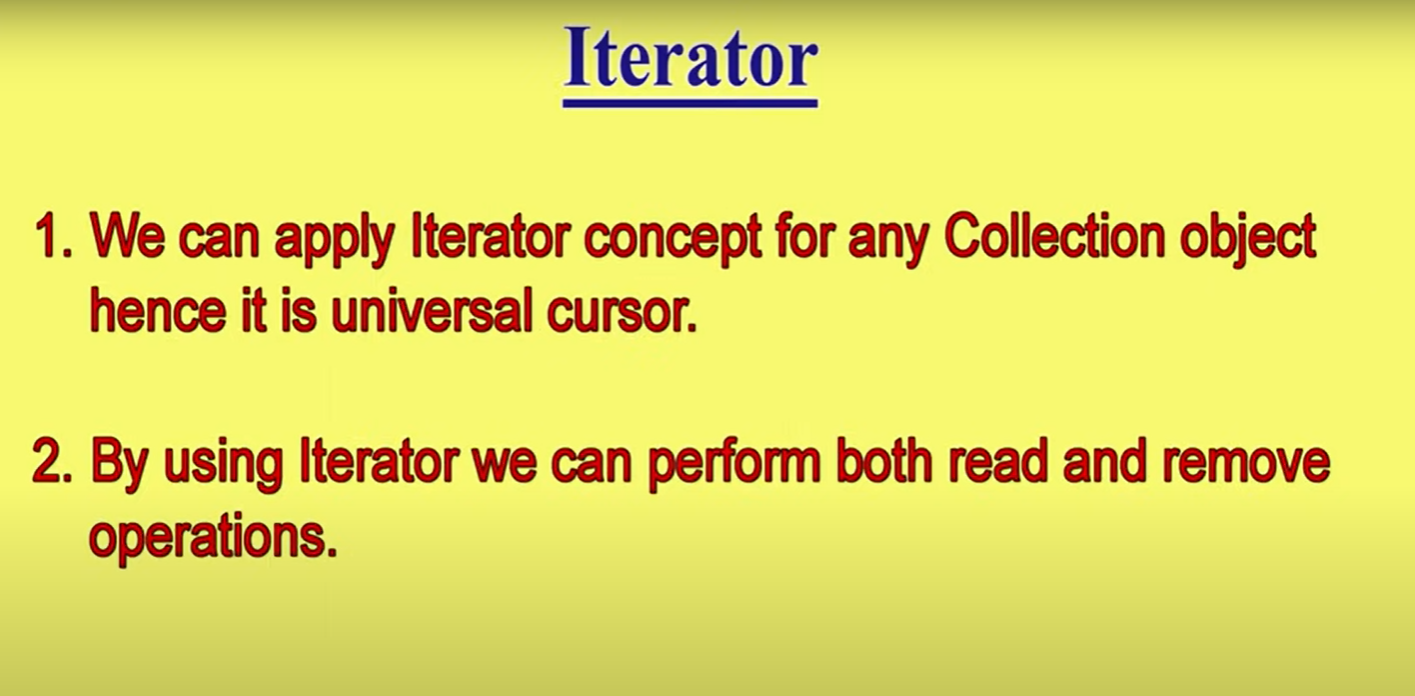 Iterator
1. We can apply Iterator concept for any Collection object
hence it is universal cursor.
2. By using Iterator we can perform both read and remove
operations.